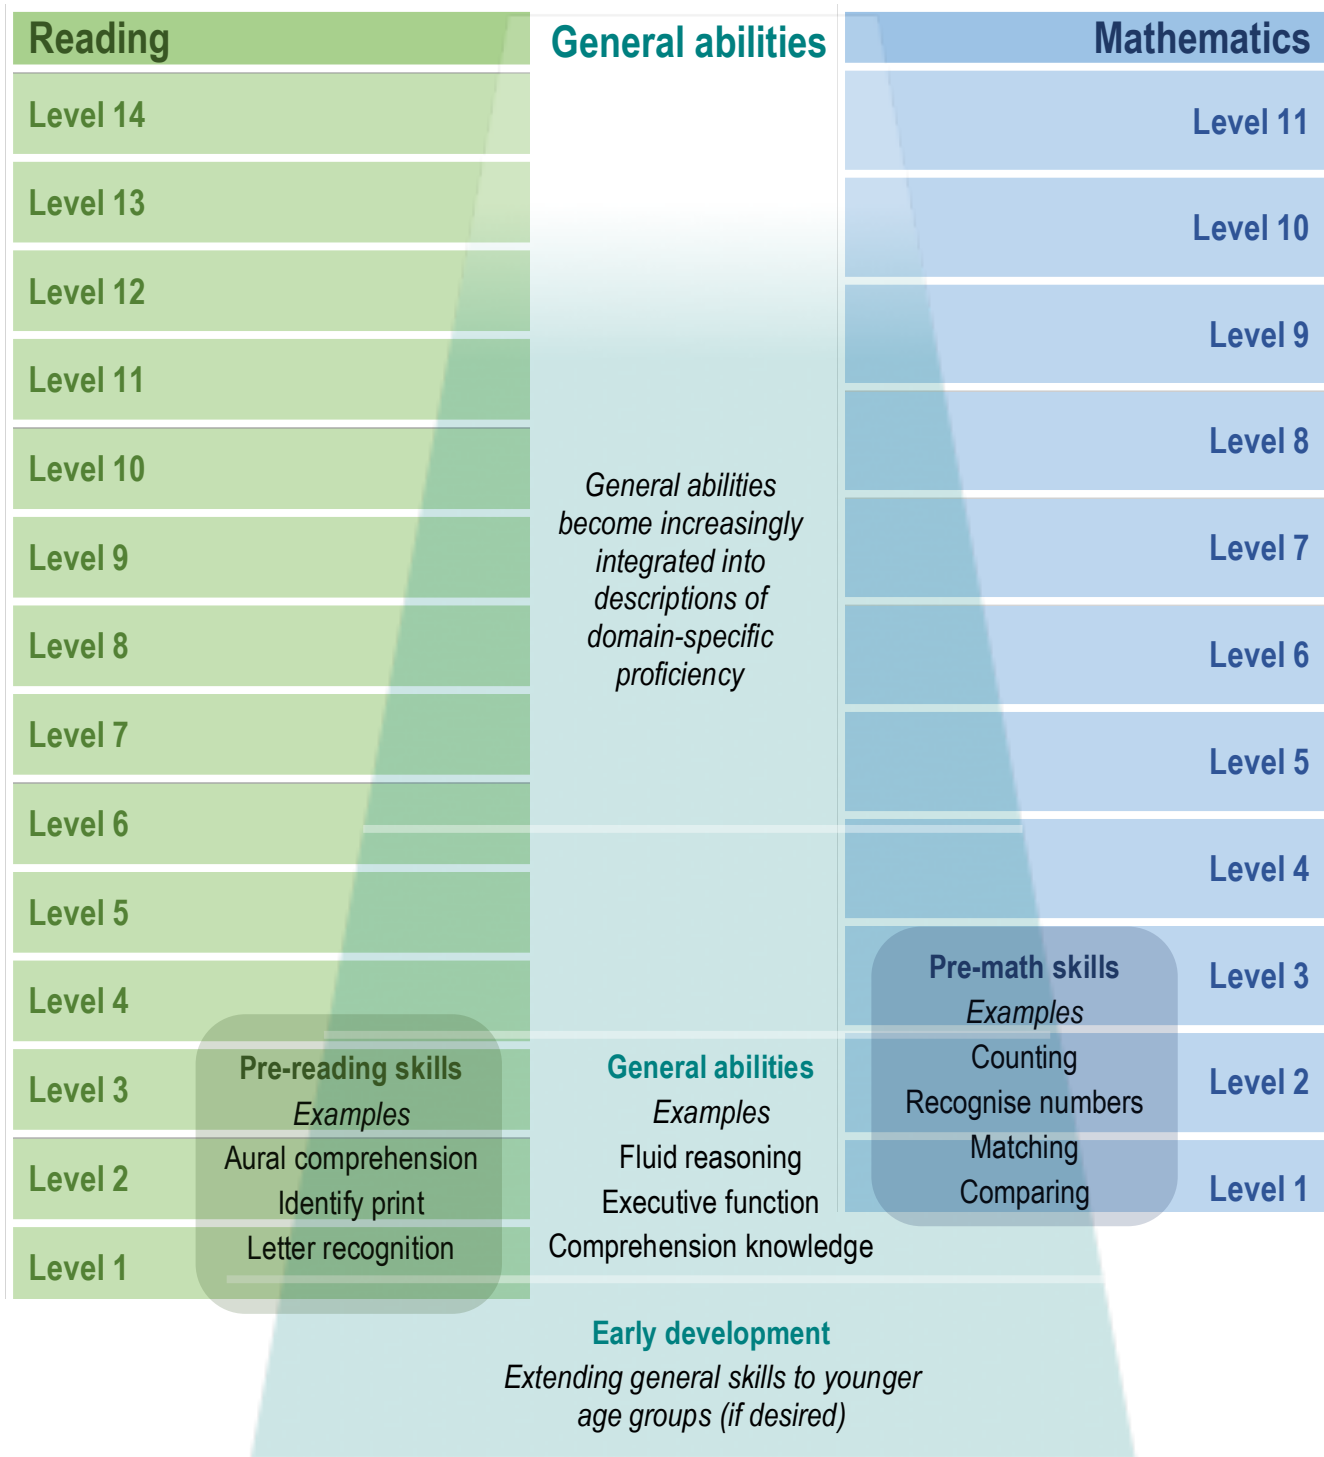 Reading
Level 14
Level 13
Level 12
Level 11
Level 10
Level 9
Level 8
Level 7
Level 6
Level 5
Level 4
Level 3
Level 2
Level 1
Pre-reading skills
Examples
Aural comprehension
Identify print
Letter recognition
General abilities
General abilities
become increasingly
integrated into
descriptions of
domain-specific
proficiency
General abilities
Examples
Fluid reasoning
Executive function
Comprehension knowledge
Early development
Extending general skills to younger
age groups (if desired)
Mathematics
Level 11
Level 10
Level 9
Level 8
Level 7
Level 6
Level 5
Level 4
Level 3
Level 2
Level 1
Pre-math skills
Examples
Counting
Recognise numbers
Matching
Comparing